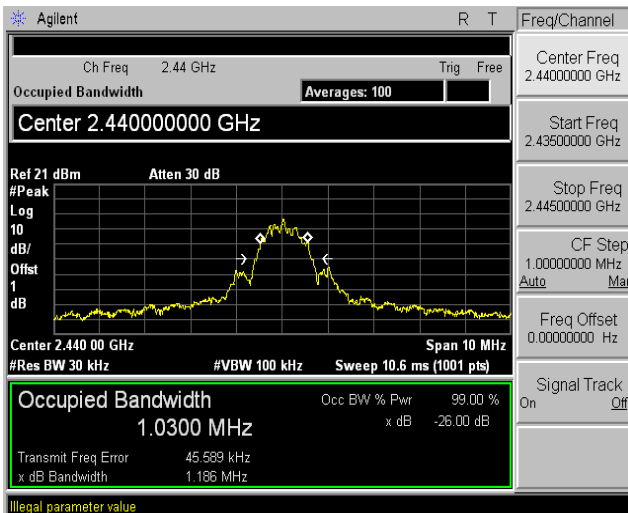 Agilent R T
Ch Freq 2.44 GHz Trig Free
Occupied Bandwidth Averages: 100
Center 2.440000000 GHz
Ref 21 dBm Atten 30 dB
#Peak
Log
10
dB/
Offst
1
dB
Center 2.440 00 GHz Span 10 MHz
#Res BW 30 kHz #VBW 100 kHz Sweep 10.6 ms (1001 pts)
Occupied Bandwidth Occ BW % Pwr 99.00 %
1.0300 MHz x dB -26.00 dB
Transmit Freq Error 45.589 kHz
x dB Bandwidth 1.186 MHz
Illegal parameter value
Freq/Channel
Center Freq
2.44000000 GHz
Start Freq
2.43500000 GHz
Stop Freq
2.44500000 GHz
CF Step
1.00000000 MHz
Auto Mar
Freq Offset
0.00000000 Hz
Signal Track
On Off